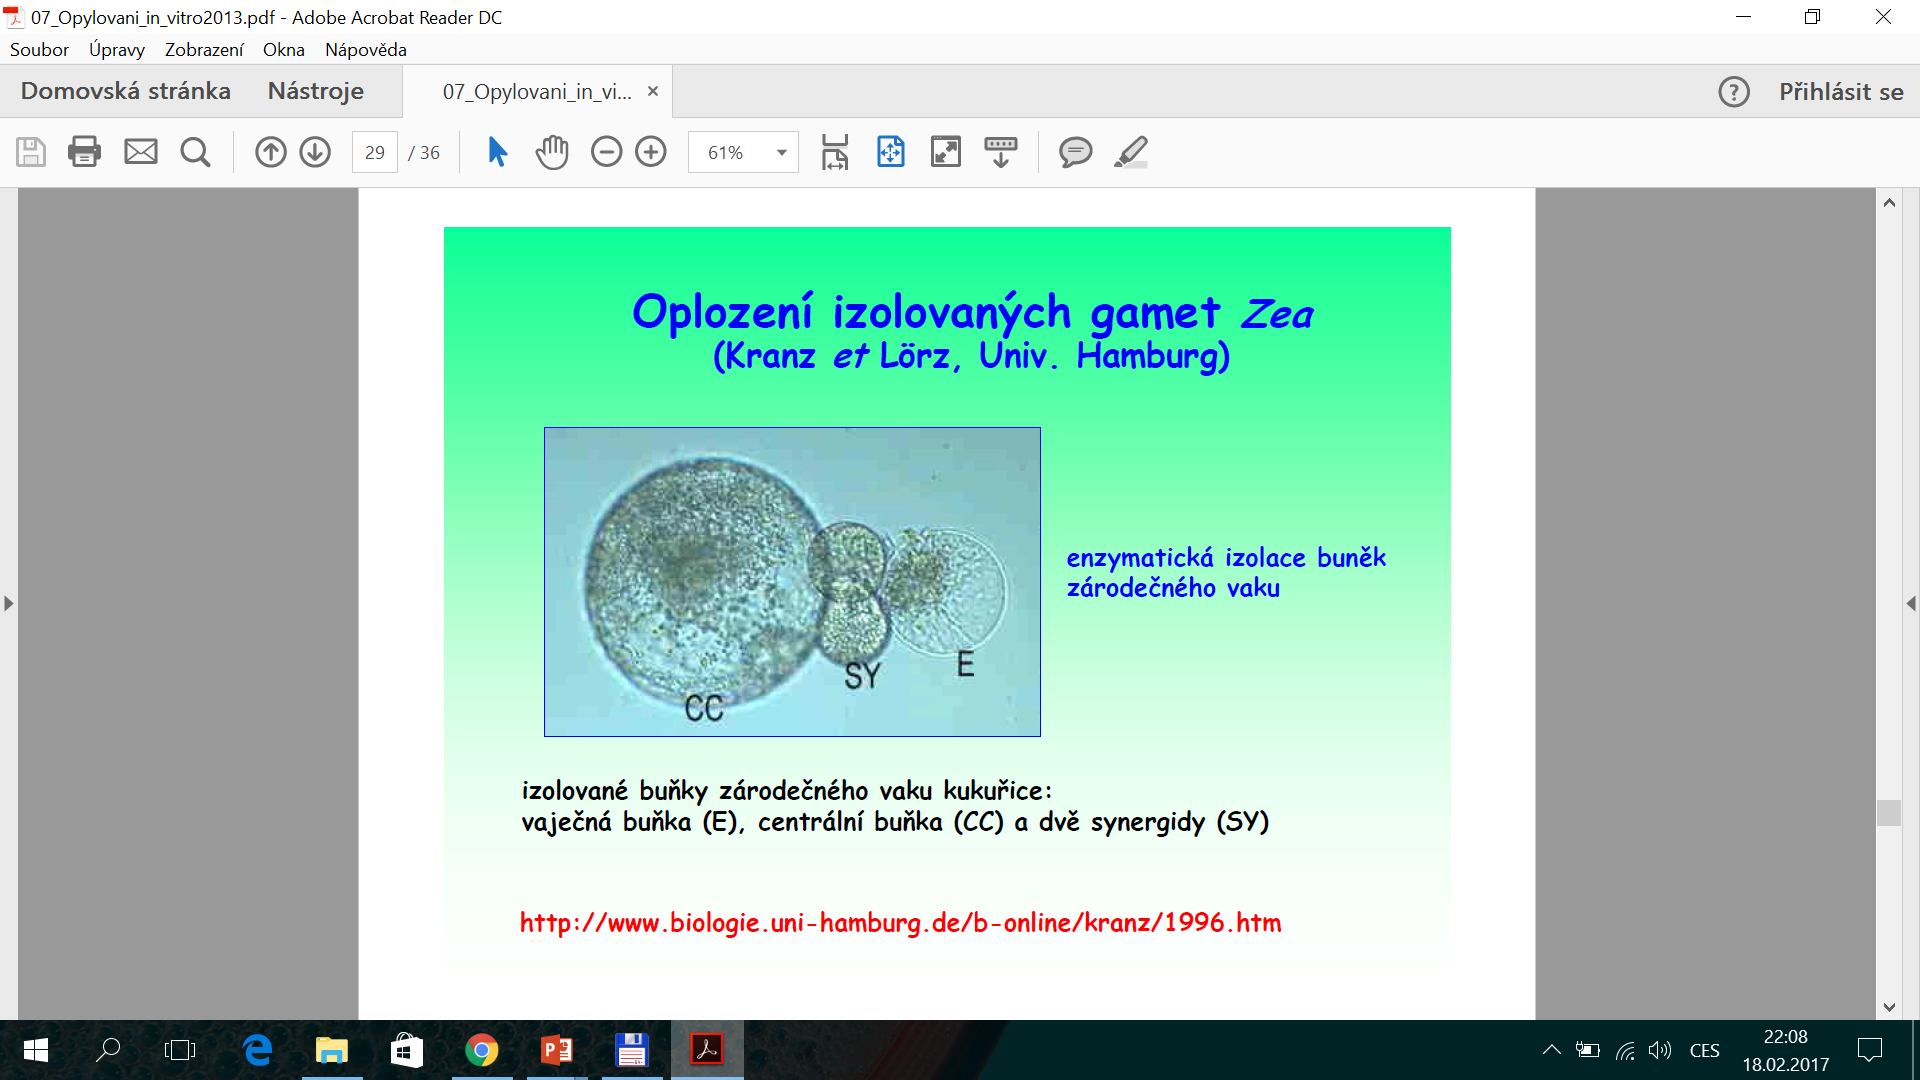 07_Opylovani_in_vitro2013.pdf - Adobe Acrobat Reader DC
Soubor Úpravy Zobrazení Okna Nápověda
Domovská stránka Nástroje 07_Opylovani_in_vi... × ? Přihlásit se
29 / 36 61%
Oplození izolovaných gamet Zea
(Kranz et Lörz, Univ. Hamburg)
enzymatická izolace buněk
zárodečného vaku
CC
SY
E
izolované buňky zárodečného vaku kukuřice:
vaječná buňka (E), centrální buňka (CC) a dvě synergidy (SY)
http://www.biologie.uni-hamburg.de/b-online/kranz/1996.htm
CES
22:08
18.02.2017